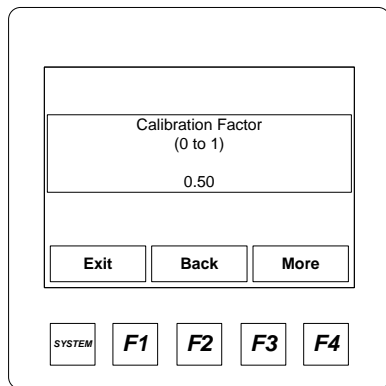 Calibration Factor
(0 to 1)
0.50
Exit Back More
SYSTEM F1 F2 F3 F4